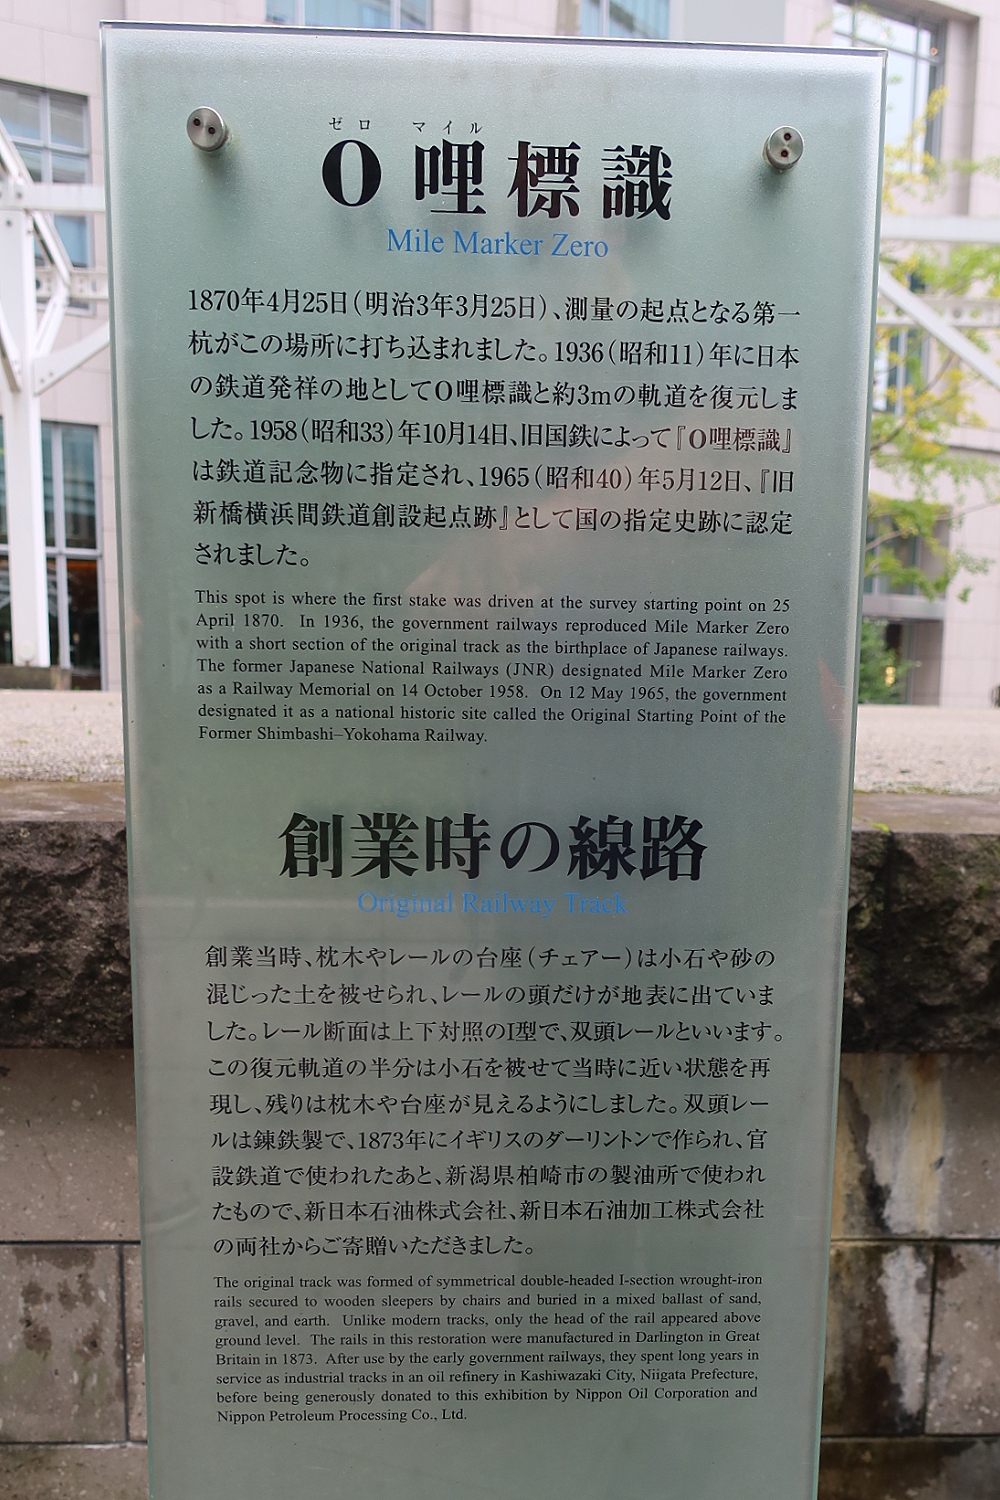 ゼロ マイル
0哩標識
Mile Marker Zero
1870年4月25日(明治3年3月25日)、測量の起点となる第一
杭がこの場所に打ち込まれました。1936(昭和11)年に日本
の鉄道発祥の地として0哩標識と約3mの軌道を復元しま
した。1958(昭和33)年10月14日、旧国鉄によって『0哩標識』
は鉄道記念物に指定され、1965(昭和40)年5月12日、『旧
新橋横浜間鉄道創設起点跡』として国の指定史跡に認定
されました。
This spot is where the first stake was driven at the survey starting point on 25
April 1870. In 1936, the government railways reproduced Mile Marker Zero
with a short section of the original track as the birthplace of Japanese railways.
The former Japanese National Railways (JNR) designated Mile Marker Zero
as a Railway Memorial on 14 October 1958. On 12 May 1965, the government
designated it as a national historic site called the Original Starting Point of the
Former Shimbashi–Yokohama Railway.
創業時の線路
Original Railway Track
創業当時、枕木やレールの台座(チェアー)は小石や砂の
混じった土を被せられ、レールの頭だけが地表に出ていま
した。レール断面は上下対照のI型で、双頭レールといいます。
この復元軌道の半分は小石を被せて当時に近い状態を再
現し、残りは枕木や台座が見えるようにしました。双頭レー
ルは錬鉄製で、1873年にイギリスのダーリントンで作られ、官
設鉄道で使われたあと、新潟県柏崎市の製油所で使われ
たもので、新日本石油株式会社、新日本石油加工株式会社
の両社からご寄贈いただきました。
The original track was formed of symmetrical double-headed I-section wrought-iron
rails secured to wooden sleepers by chairs and buried in a mixed ballast of sand,
gravel, and earth. Unlike modern tracks, only the head of the rail appeared above
ground level. The rails in this restoration were manufactured in Darlington in Great
Britain in 1873. After use by the early government railways, they spent long years in
service as industrial tracks in an oil refinery in Kashiwazaki City, Niigata Prefecture,
before being generously donated to this exhibition by Nippon Oil Corporation and
Nippon Petroleum Processing Co., Ltd.